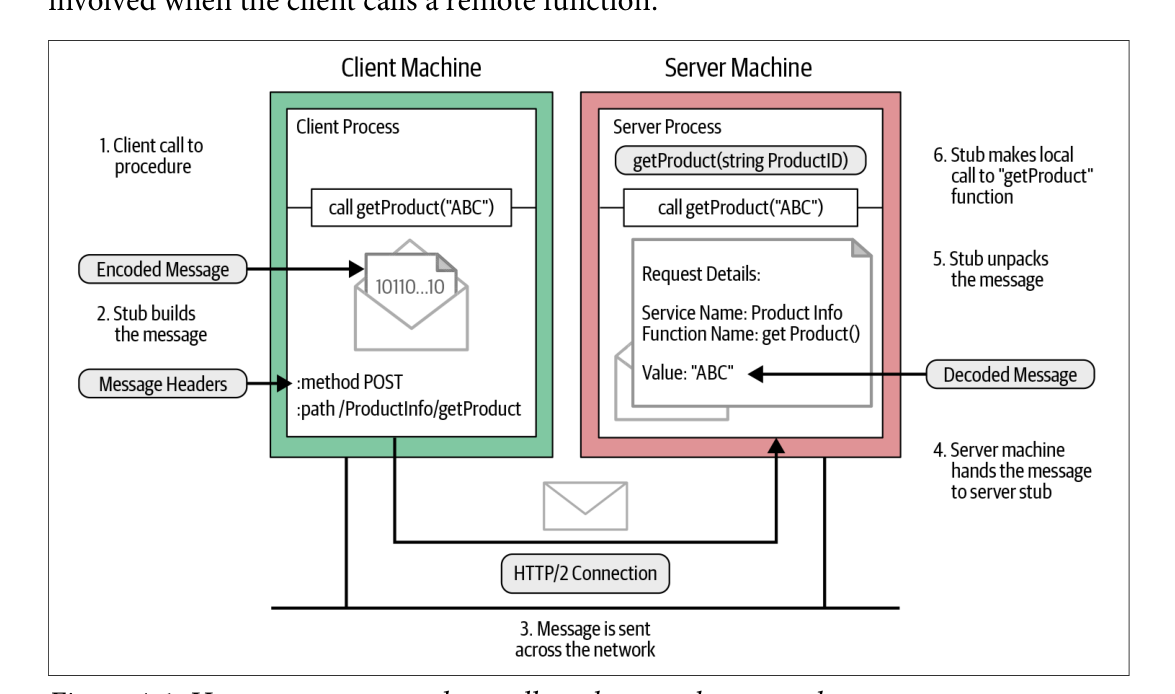 involved when the client calls a remote function.
Client Machine
Server Machine
1. Client call to
procedure
Client Process
call getProduct("ABC")
Encoded Message
10110...10
2. Stub builds
the message
Message Headers
:method POST
:path /ProductInfo/getProduct
Server Process
getProduct(string ProductID)
call getProduct("ABC")
Request Details:
Service Name: Product Info
Function Name: get Product()
Value: "ABC"
6. Stub makes local
call to "getProduct"
function
5. Stub unpacks
the message
Decoded Message
4. Server machine
hands the message
to server stub
HTTP/2 Connection
3. Message is sent
across the network